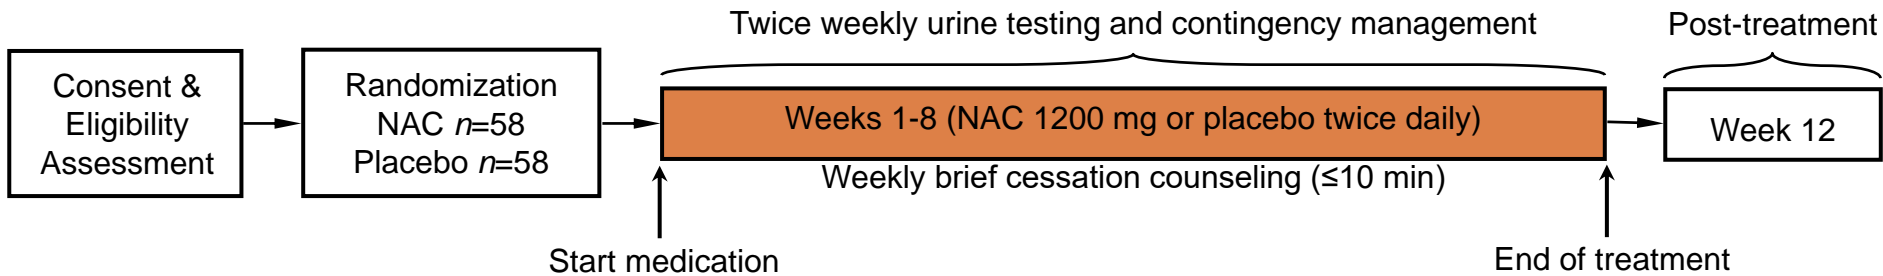 Twice weekly urine testing and contingency management
Post-treatment
Consent &
Eligibility
Assessment
Randomization
NAC n=58
Placebo n=58
Weeks 1-8 (NAC 1200 mg or placebo twice daily)
Week 12
Weekly brief cessation counseling (≤10 min)
Start medication
End of treatment